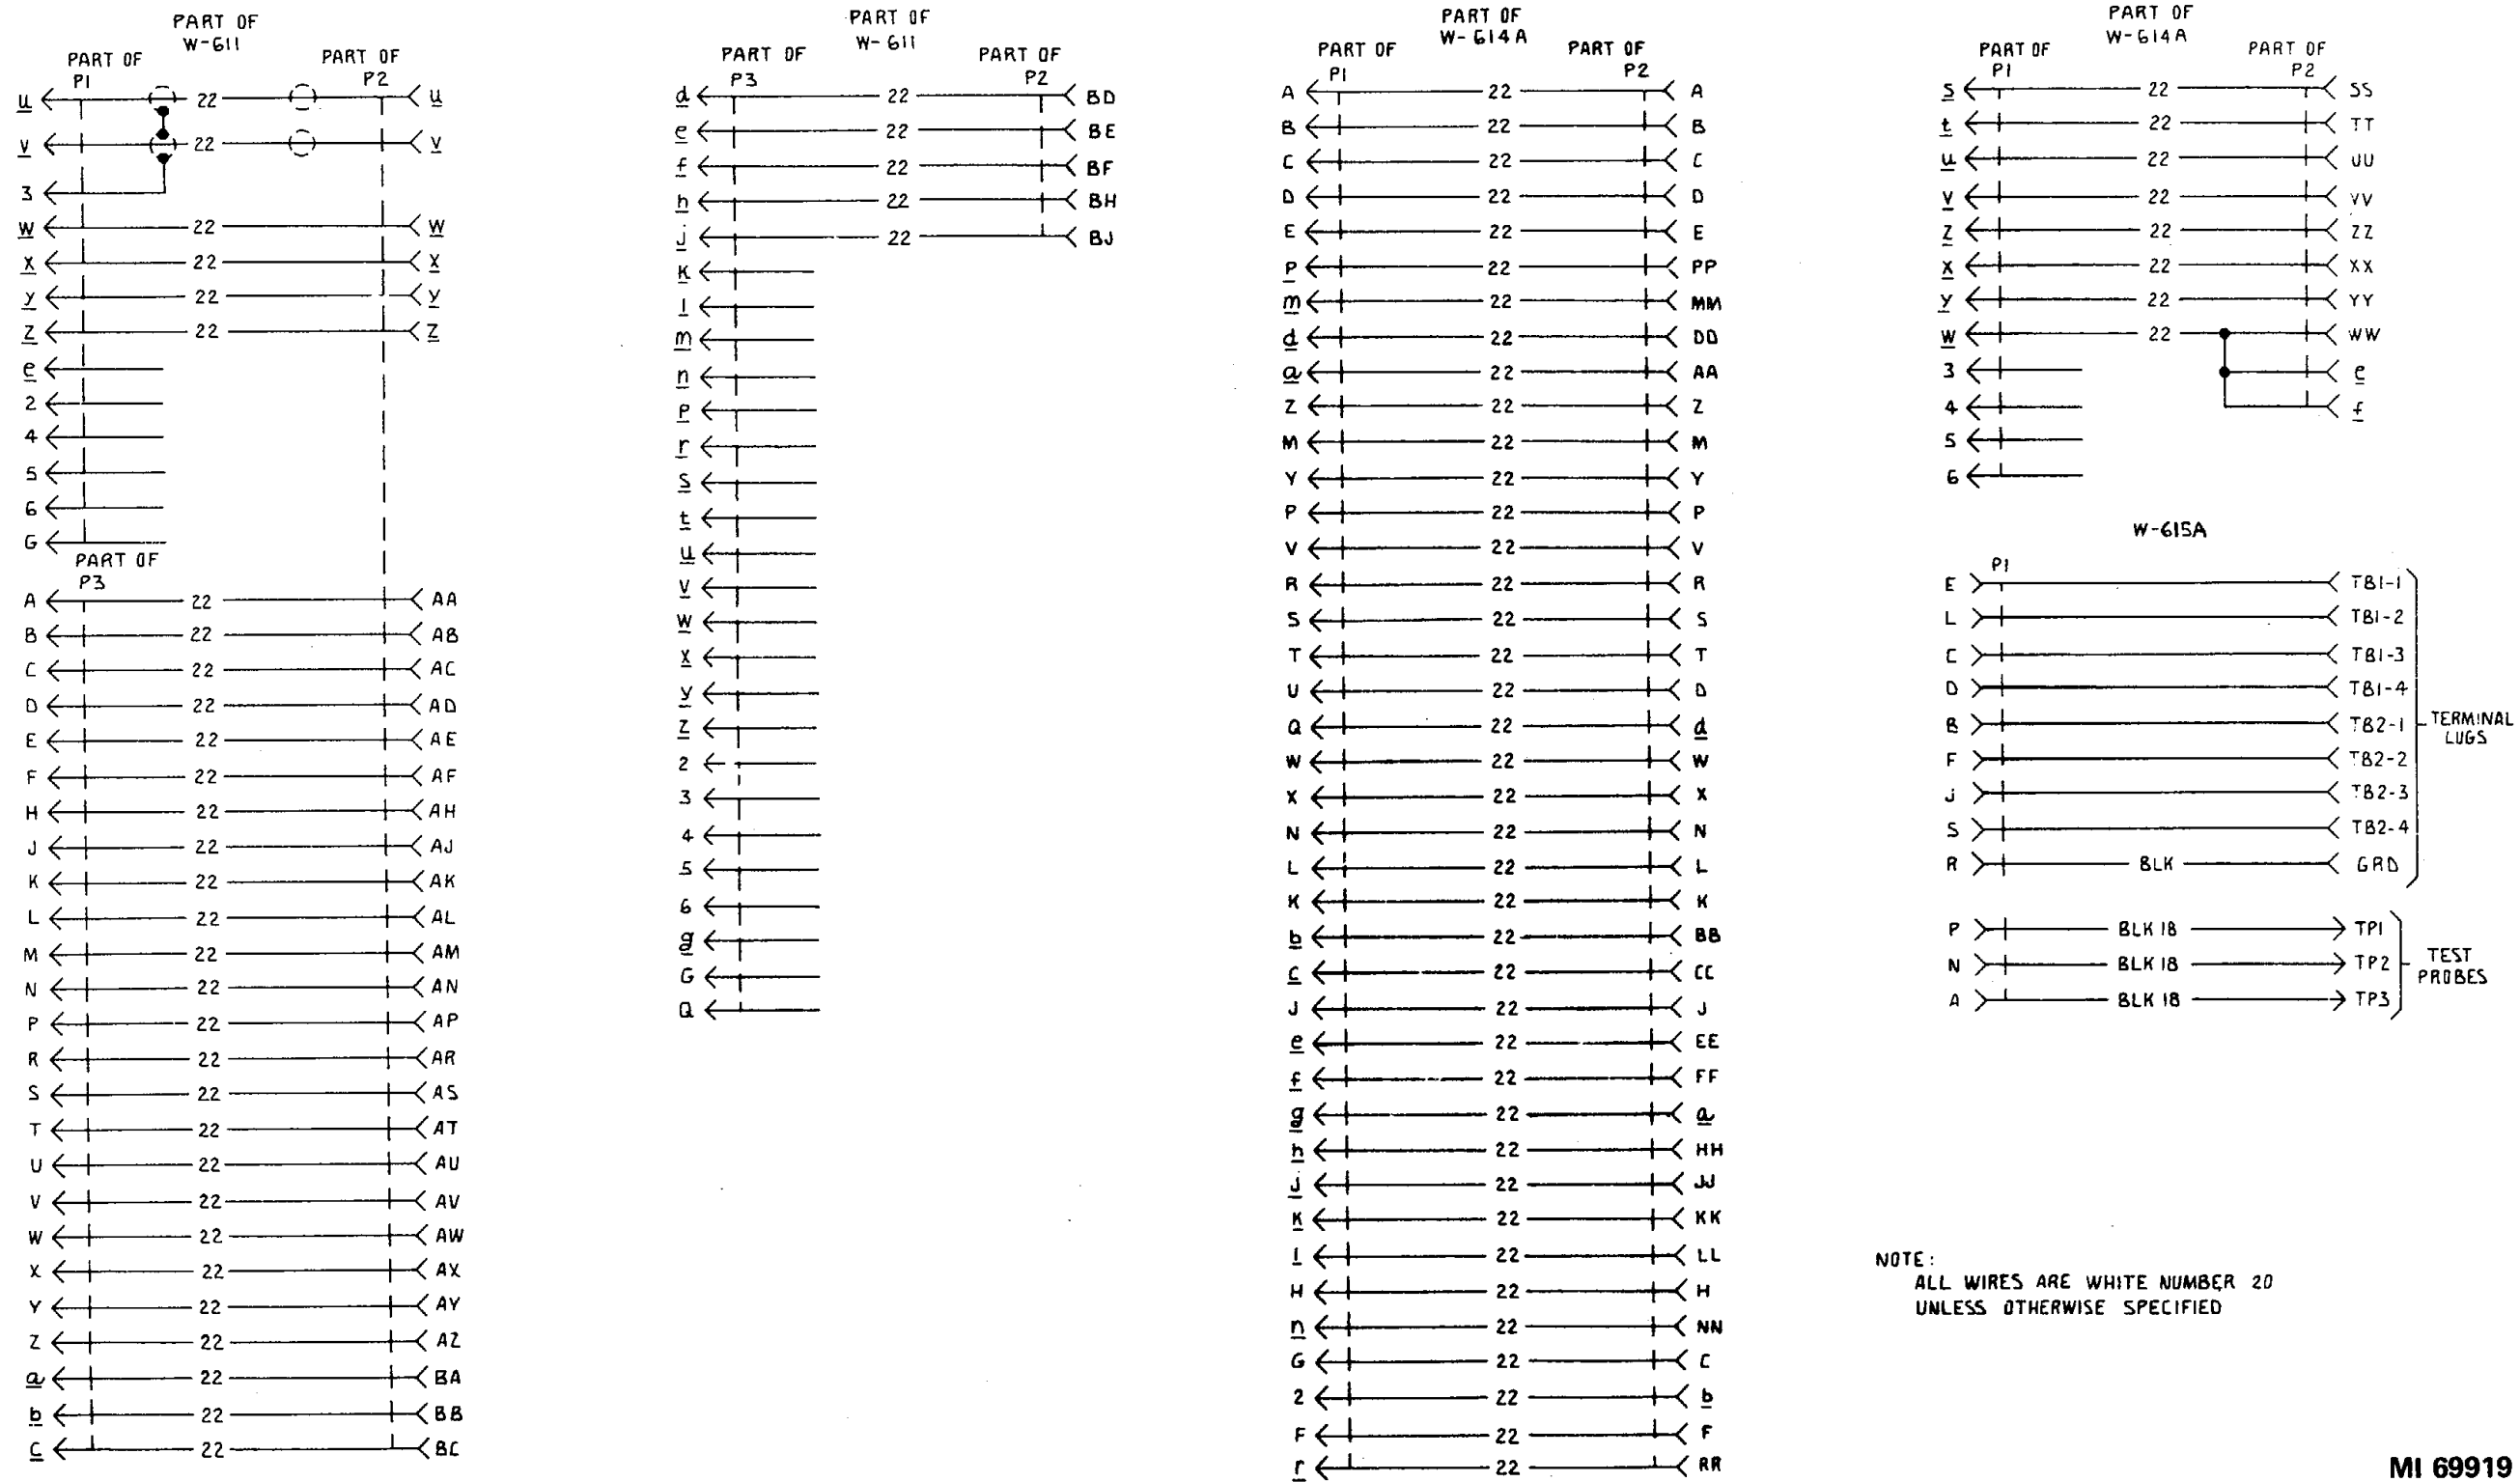 PART OF
W-611
PART OF P1 PART OF P2
u 22 u
v 22 v
3
w 22 w
x 22 x
y 22 y
z 22 z
e
2
4
5
6
G
PART OF
P3
A 22 AA
B 22 AB
C 22 AC
D 22 AD
E 22 AE
F 22 AF
H 22 AH
J 22 AJ
K 22 AK
L 22 AL
M 22 AM
N 22 AN
P 22 AP
R 22 AR
S 22 AS
T 22 AT
U 22 AU
V 22 AV
W 22 AW
X 22 AX
Y 22 AY
Z 22 AZ
a 22 BA
b 22 BB
c 22 BC
PART OF
W-611
PART OF P3 PART OF P2
d 22 BD
e 22 BE
f 22 BF
h 22 BH
j 22 BJ
k
l
m
n
p
r
s
t
u
v
w
x
y
z
2
3
4
5
6
g
G
Q
PART OF
W-614A
PART OF P1 PART OF P2
A 22 A
B 22 B
C 22 C
D 22 D
E 22 E
p 22 PP
m 22 MM
d 22 DD
a 22 AA
Z 22 Z
M 22 M
Y 22 Y
P 22 P
V 22 V
R 22 R
S 22 S
T 22 T
U 22 D
Q 22 d
W 22 W
X 22 X
N 22 N
L 22 L
K 22 K
b 22 BB
c 22 CC
J 22 J
e 22 EE
f 22 FF
g 22 a
h 22 HH
j 22 JJ
k 22 KK
l 22 LL
H 22 H
n 22 NN
G 22 C
2 22 b
F 22 F
r 22 RR
PART OF
W-614A
PART OF P1 PART OF P2
s 22 SS
t 22 TT
u 22 UU
v 22 VV
z 22 ZZ
x 22 XX
y 22 YY
w 22 WW
3 e
4 f
5
6
W-615A
P1
E TB1-1
L TB1-2
C TB1-3
D TB1-4
B TB2-1
F TB2-2
J TB2-3
S TB2-4
R BLK GRD
TERMINAL
LUGS
P BLK 18 TP1
N BLK 18 TP2
A BLK 18 TP3
TEST
PROBES
NOTE:
ALL WIRES ARE WHITE NUMBER 20
UNLESS OTHERWISE SPECIFIED
MI 69919